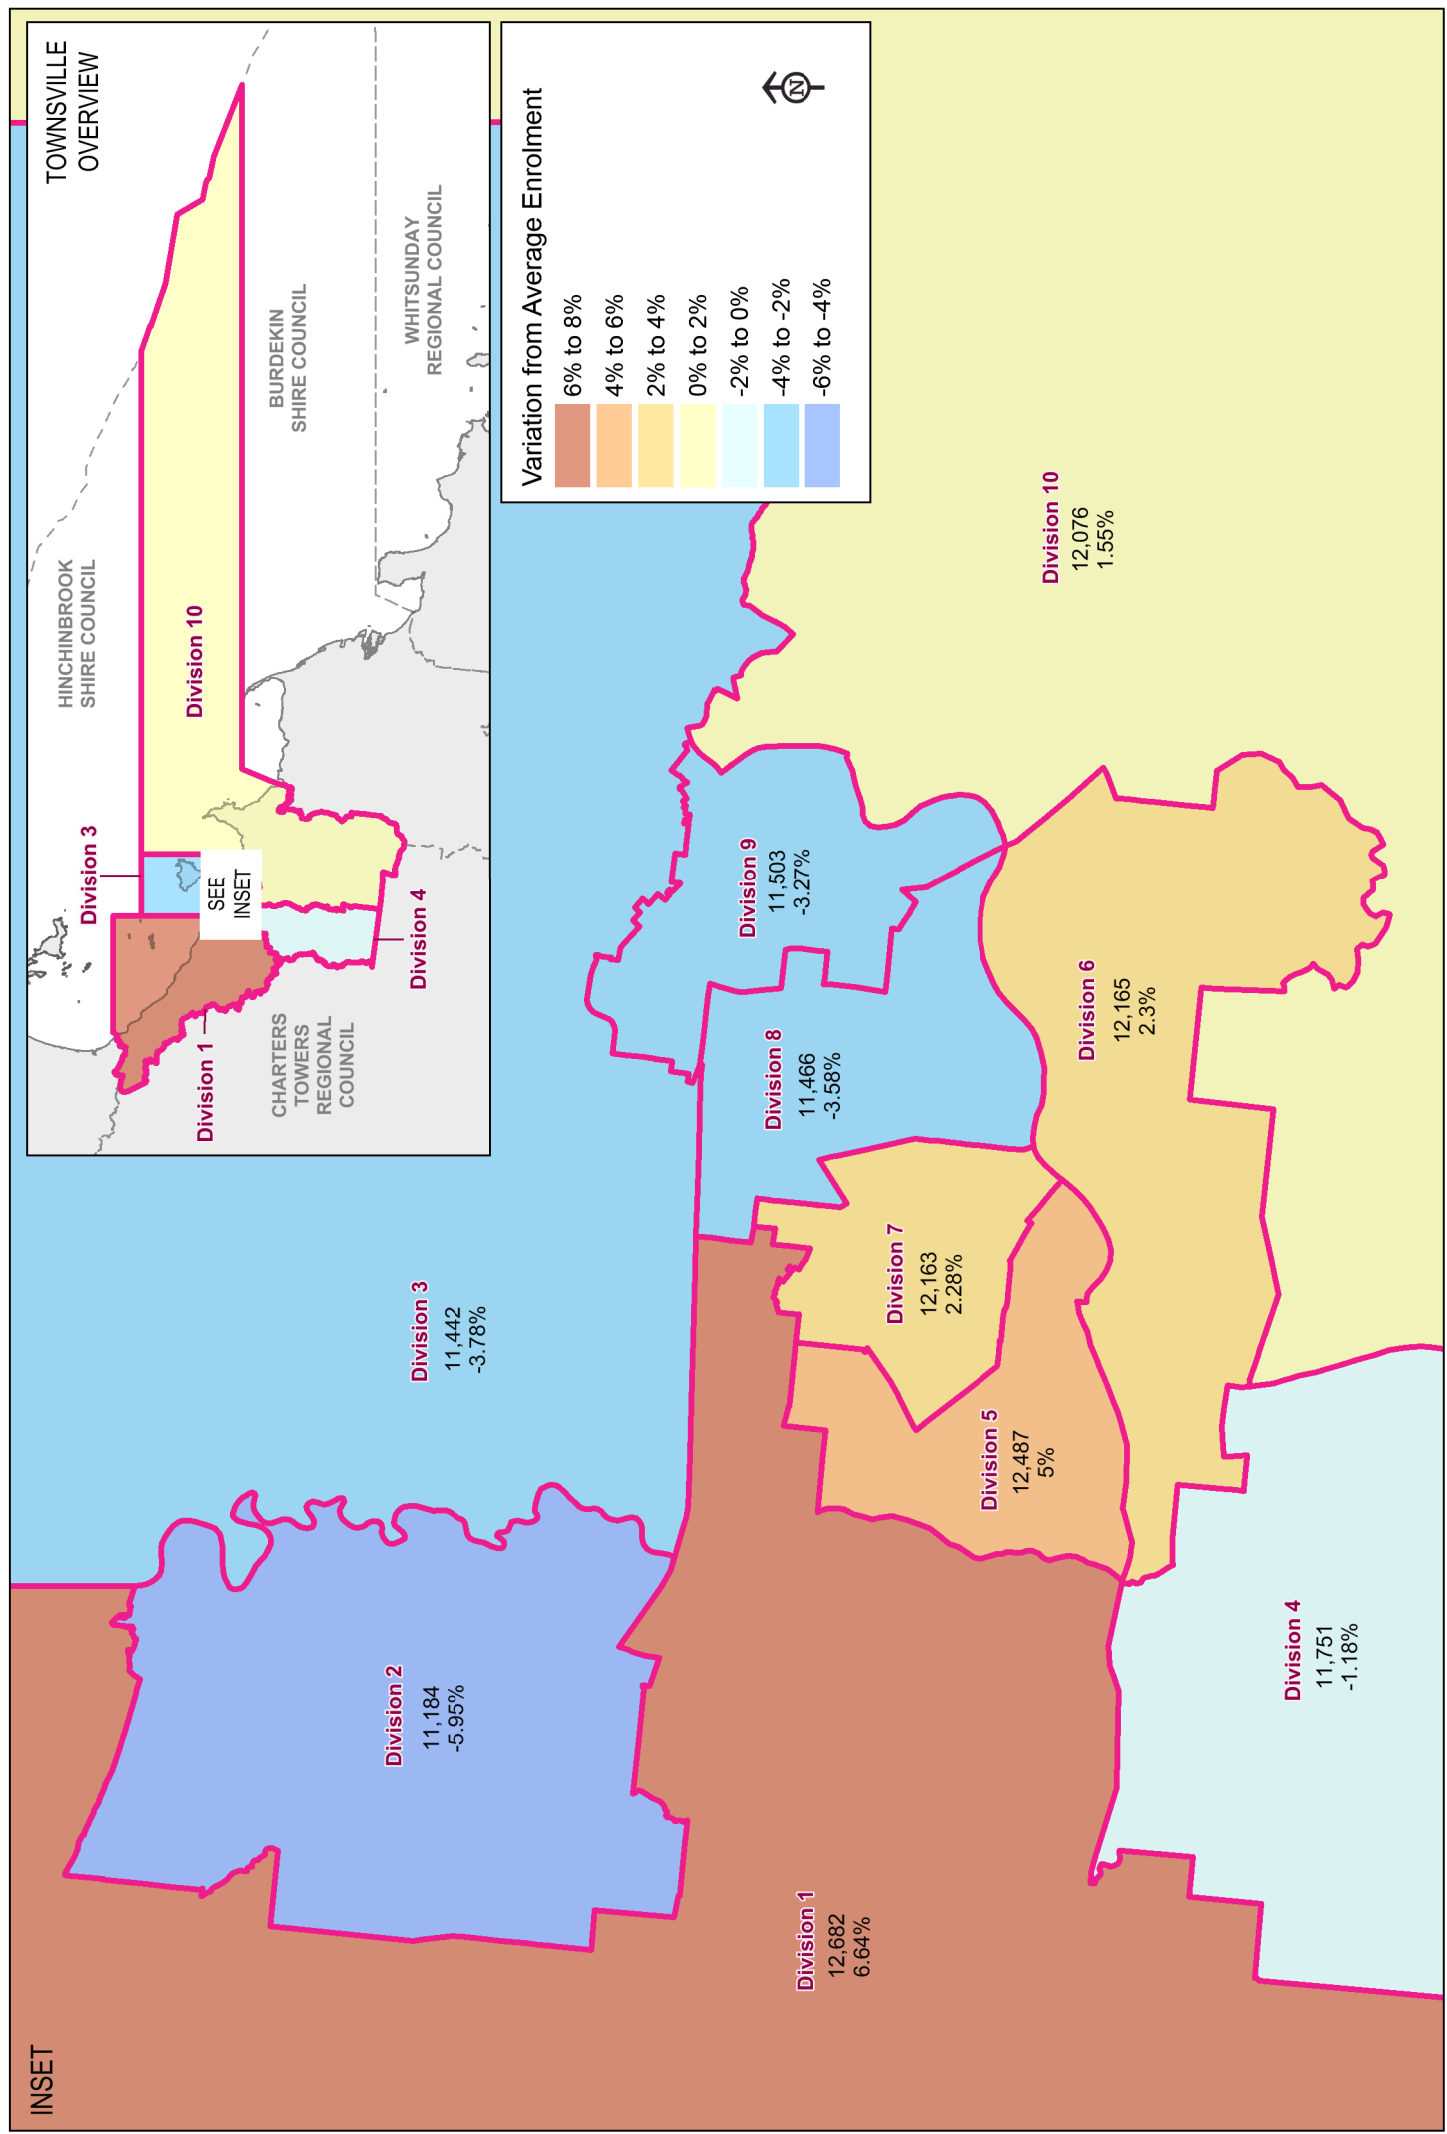 INSET
TOWNSVILLE
OVERVIEW
HINCHINBROOK
SHIRE COUNCIL
Division 3
Division 10
Division 1
SEE
INSET
CHARTERS
TOWERS
REGIONAL
COUNCIL
Division 4
BURDEKIN
SHIRE COUNCIL
WHITSUNDAY
REGIONAL COUNCIL
Variation from Average Enrolment
6% to 8%
4% to 6%
2% to 4%
0% to 2%
-2% to 0%
-4% to -2%
-6% to -4%
N
Division 2
11,184
-5.95%
Division 3
11,442
-3.78%
Division 9
11,503
-3.27%
Division 8
11,466
-3.58%
Division 1
12,682
6.64%
Division 7
12,163
2.28%
Division 5
12,487
5%
Division 10
12,076
1.55%
Division 6
12,165
2.3%
Division 4
11,751
-1.18%